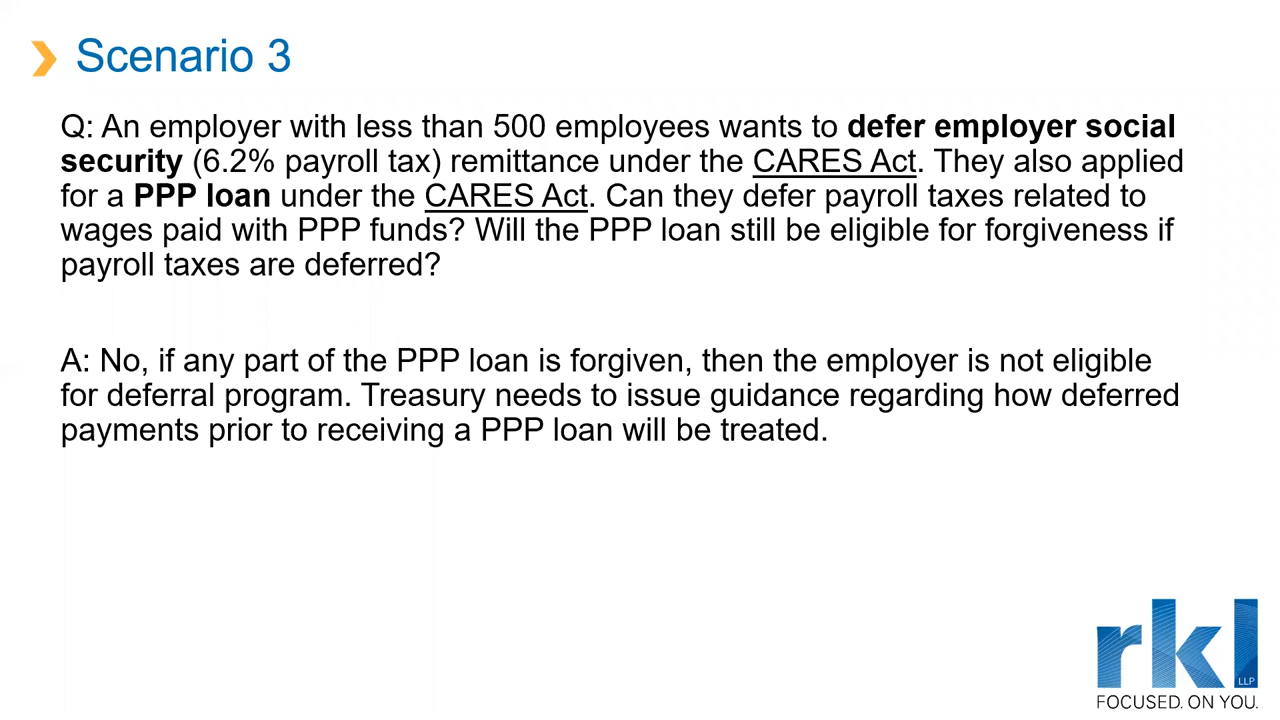 Scenario 3
Q: An employer with less than 500 employees wants to defer employer social
security (6.2% payroll tax) remittance under the CARES Act. They also applied
for a PPP loan under the CARES Act. Can they defer payroll taxes related to
wages paid with PPP funds? Will the PPP loan still be eligible for forgiveness if
payroll taxes are deferred?
A: No, if any part of the PPP loan is forgiven, then the employer is not eligible
for deferral program. Treasury needs to issue guidance regarding how deferred
payments prior to receiving a PPP loan will be treated.
rkl
LLP
FOCUSED. ON YOU.